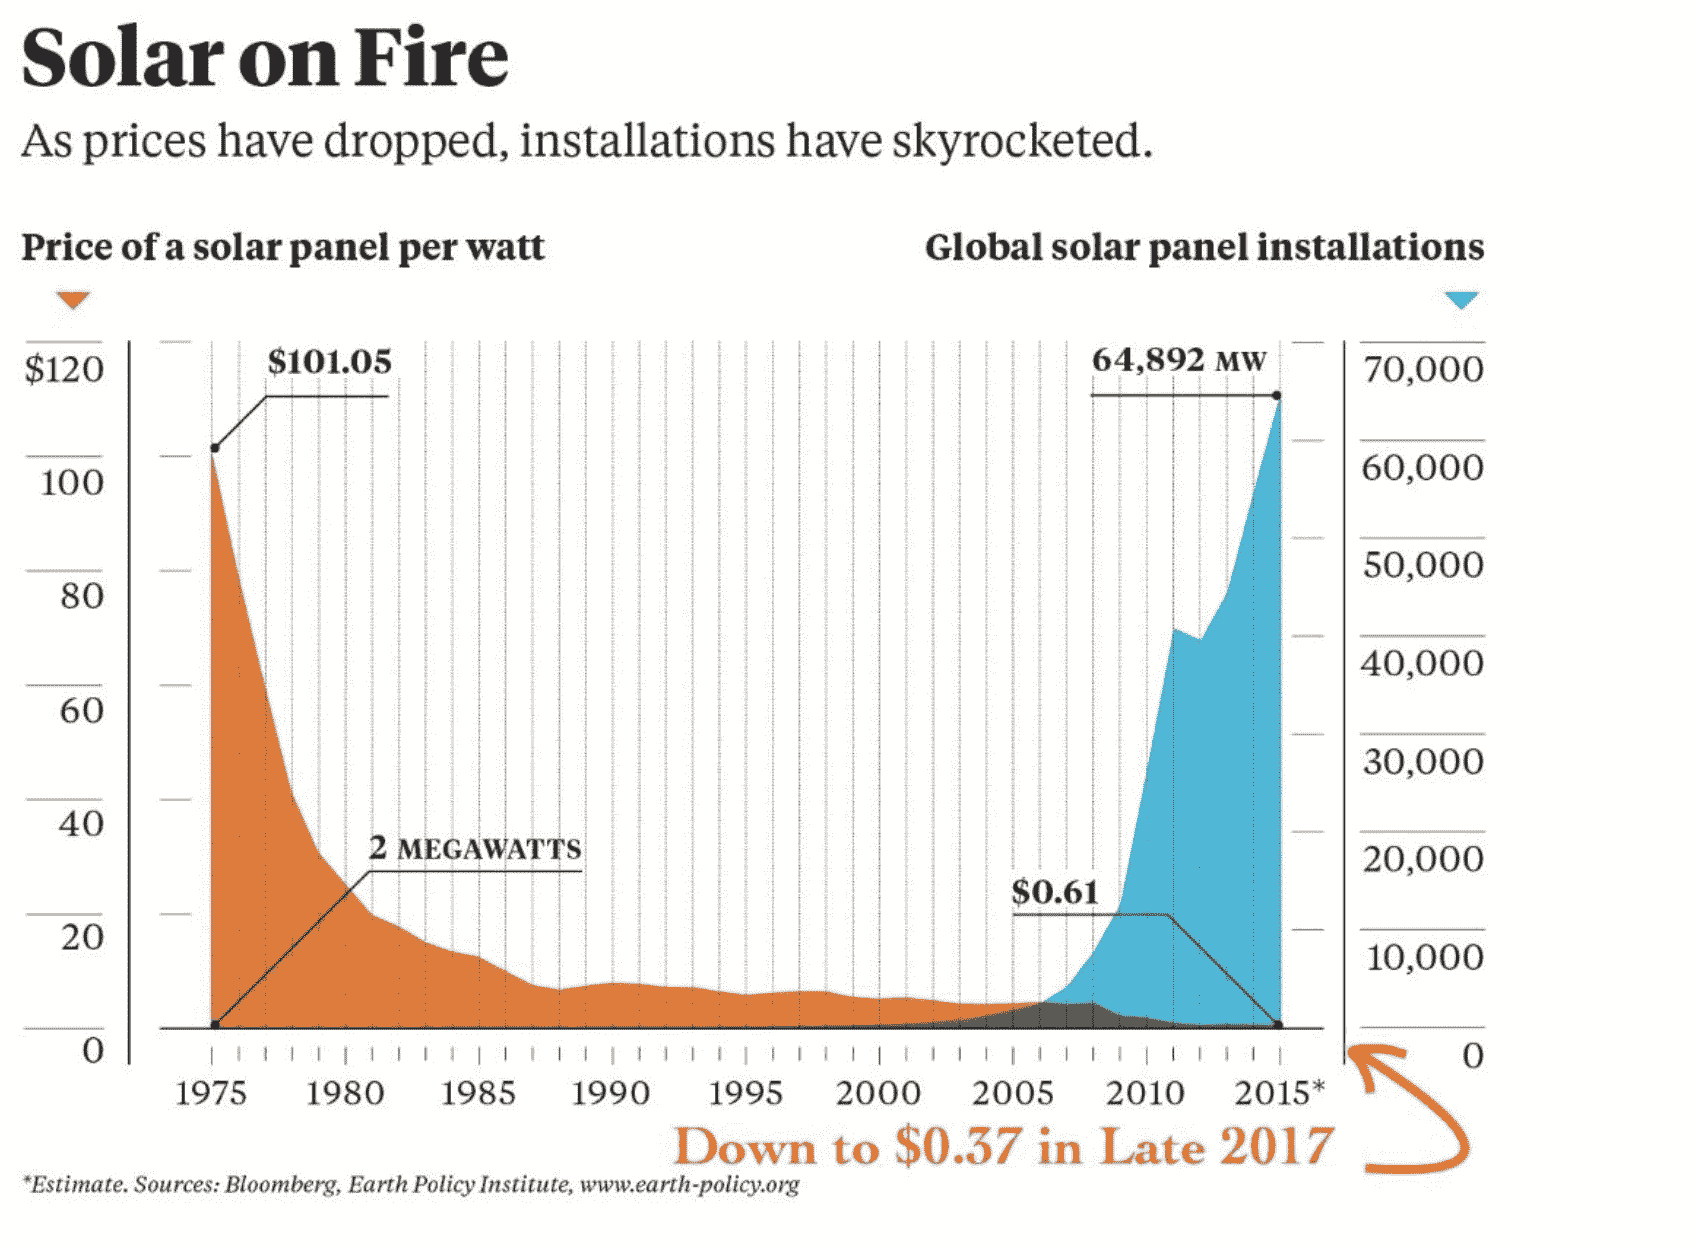 Solar on Fire
As prices have dropped, installations have skyrocketed.
Price of a solar panel per watt
Global solar panel installations
$120
100
80
60
40
20
0
$101.05
2 MEGAWATTS
64,892 MW
$0.61
70,000
60,000
50,000
40,000
30,000
20,000
10,000
0
1975 1980 1985 1990 1995 2000 2005 2010 2015*
Down to $0.37 in Late 2017
*Estimate. Sources: Bloomberg, Earth Policy Institute, www.earth-policy.org